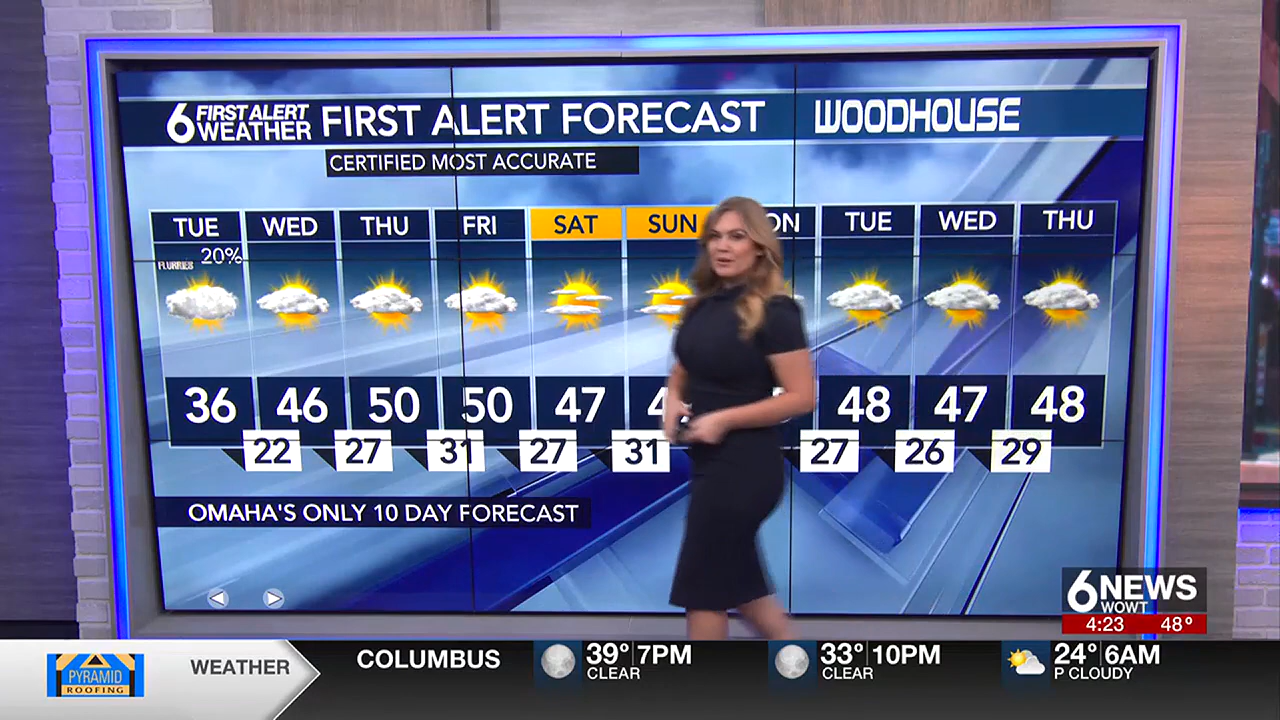 6 FIRST ALERT WEATHER FIRST ALERT FORECAST WOODHOUSE
CERTIFIED MOST ACCURATE
TUE WED THU FRI SAT SUN ON TUE WED THU
20%
FLURRIES
36 46 50 50 47 4 48 47 48
22 27 31 27 31 27 26 29
OMAHA'S ONLY 10 DAY FORECAST
6 NEWS
WOWT
4:23 48°
PYRAMID
ROOFING
WEATHER
COLUMBUS
39° 7PM
CLEAR
33° 10PM
CLEAR
24° 6AM
P CLOUDY